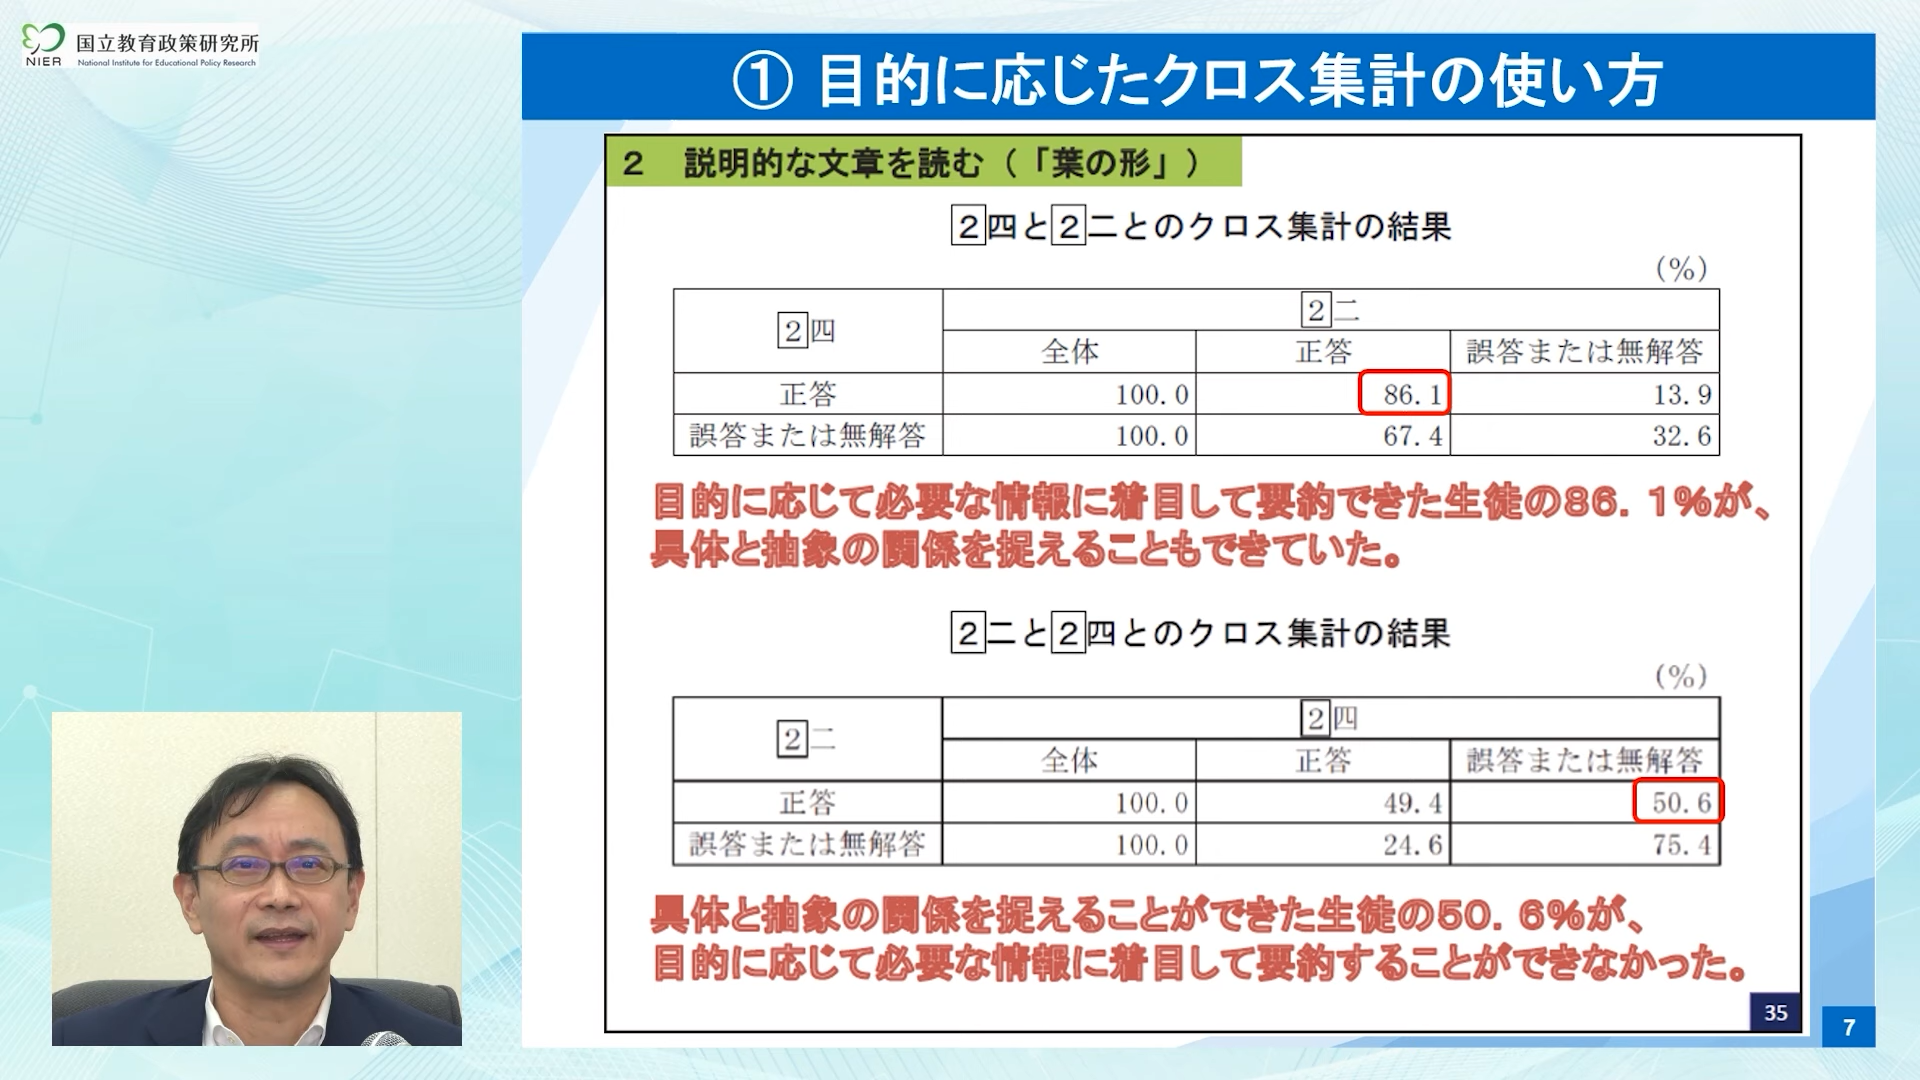 NIER
国立教育政策研究所
National Institute for Educational Policy Research
① 目的に応じたクロス集計の使い方
2 説明的な文章を読む（「葉の形」）
2四と2二とのクロス集計の結果
（%）
2四 2二
全体 正答 誤答または無解答
正答 100.0 86.1 13.9
誤答または無解答 100.0 67.4 32.6
目的に応じて必要な情報に着目して要約できた生徒の86.1%が、
具体と抽象の関係を捉えることもできていた。
2二と2四とのクロス集計の結果
（%）
2二 2四
全体 正答 誤答または無解答
正答 100.0 49.4 50.6
誤答または無解答 100.0 24.6 75.4
具体と抽象の関係を捉えることができた生徒の50.6%が、
目的に応じて必要な情報に着目して要約することができなかった。
35
7